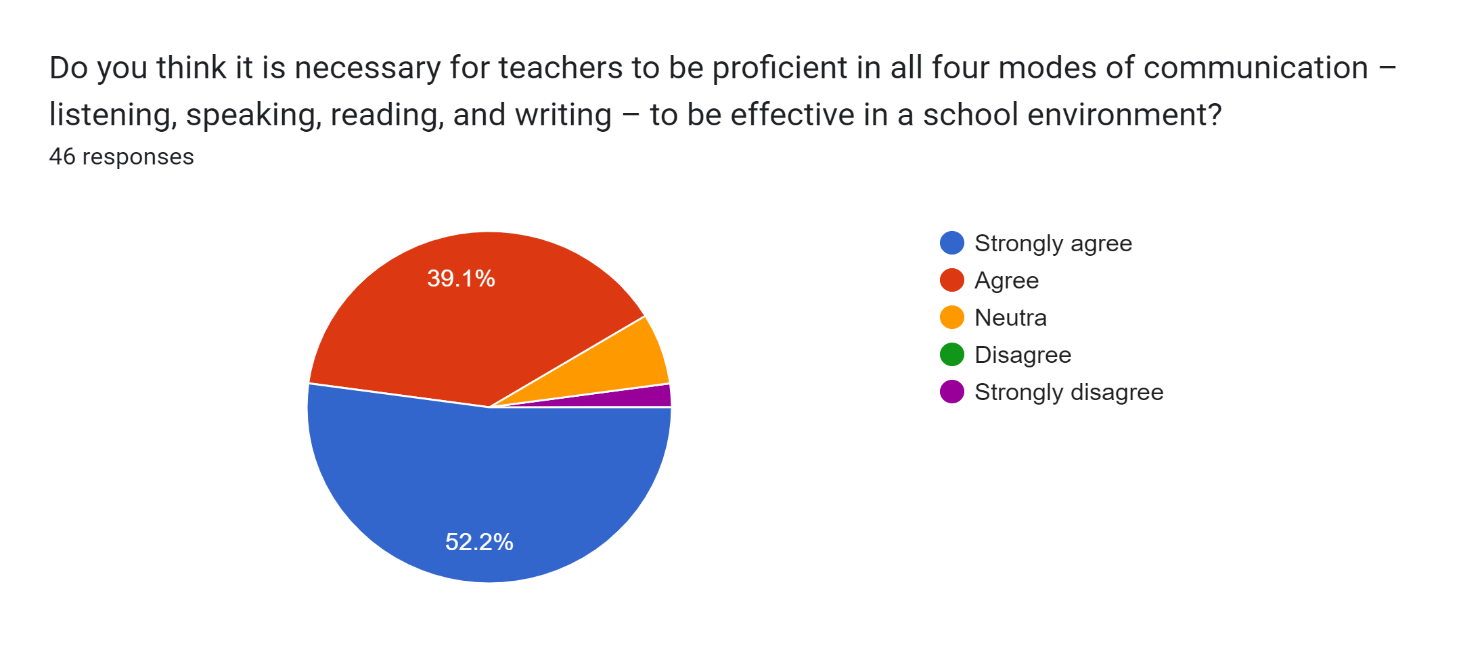 Do you think it is necessary for teachers to be proficient in all four modes of communication –
listening, speaking, reading, and writing – to be effective in a school environment?
46 responses
39.1%
52.2%
Strongly agree
Agree
Neutra
Disagree
Strongly disagree